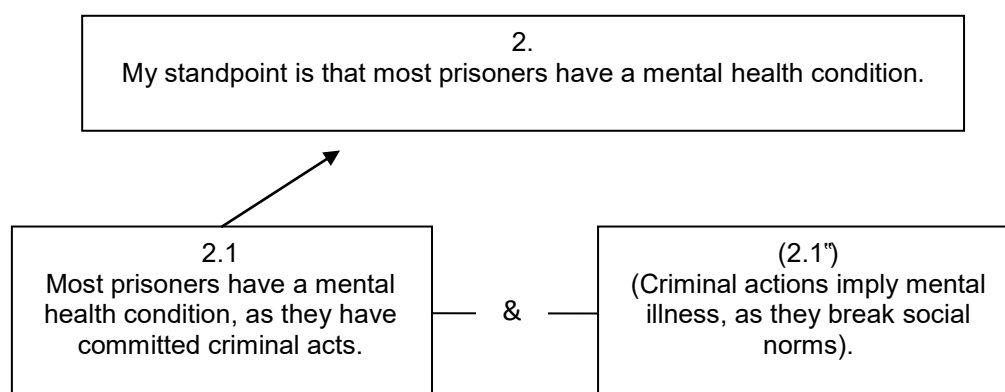 2.
My standpoint is that most prisoners have a mental health condition.
2.1
Most prisoners have a mental
health condition, as they have
committed criminal acts.
&
(2.1‟)
(Criminal actions imply mental
illness, as they break social
norms).